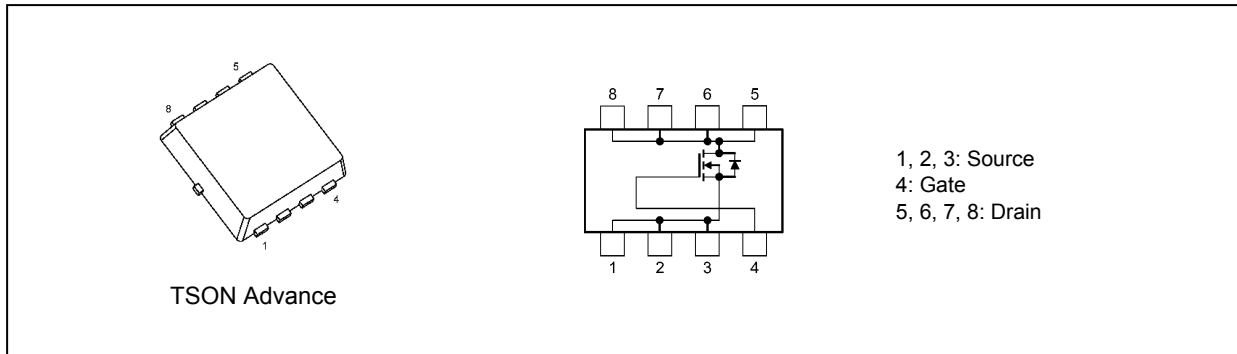 5
8
4
1
TSON Advance
8 7 6 5
1 2 3 4
1, 2, 3: Source
4: Gate
5, 6, 7, 8: Drain